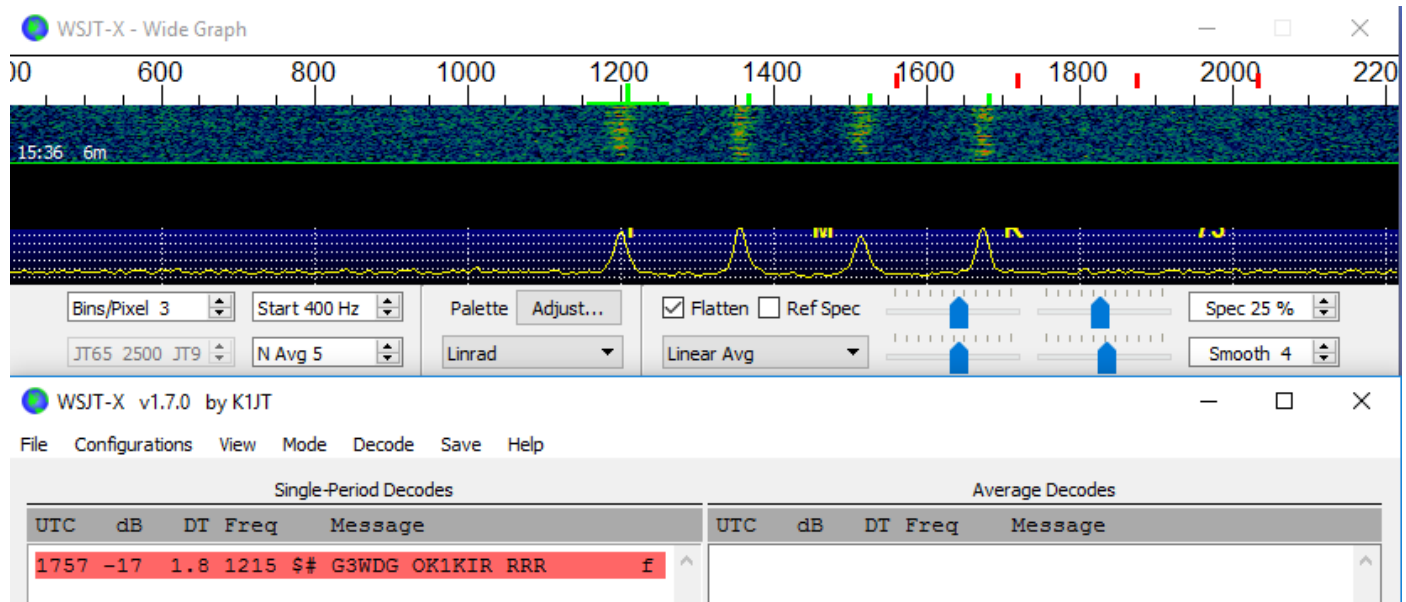 WSJT-X - Wide Graph
00 600 800 1000 1200 1400 1600 1800 2000 220
15:36 6m
M K 73
Bins/Pixel 3 Start 400 Hz Palette Adjust... Flatten Ref Spec Spec 25 %
JT65 2500 JT9 N Avg 5 Linrad Linear Avg Smooth 4
WSJT-X v1.7.0 by K1JT
File Configurations View Mode Decode Save Help
Single-Period Decodes Average Decodes
UTC dB DT Freq Message UTC dB DT Freq Message
1757 -17 1.8 1215 $# G3WDG OK1KIR RRR f